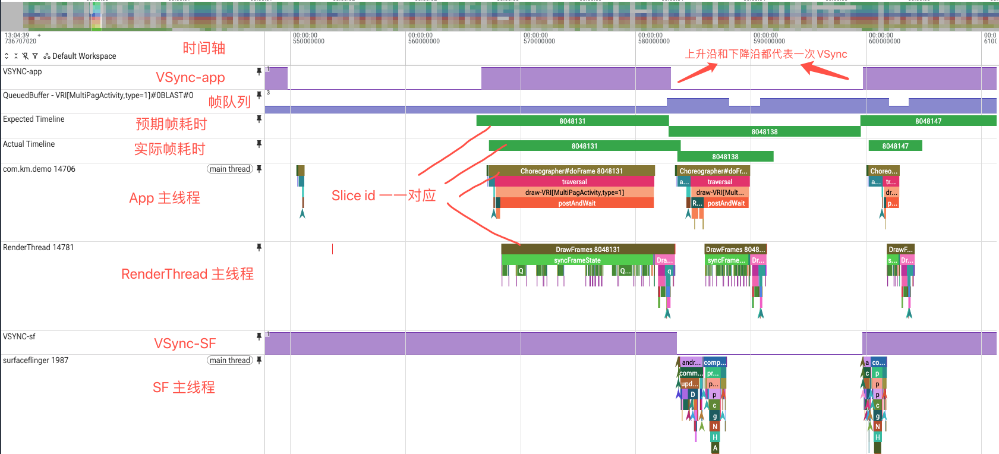 13:04:39 +
736707020
00:00:00
550000000
00:00:00
560000000
00:00:00
570000000
00:00:00
580000000
00:00:00
590000000
00:00:00
600000000
00:0
6100
时间轴
Default Workspace
上升沿和下降沿都代表一次 VSync
VSYNC-app
VSync-app
1
QueuedBuffer - VRI[MultiPagActivity,type=1]#0BLAST#0
帧队列
3
Expected Timeline
预期帧耗时
8048131
8048138
8048147
Actual Timeline
实际帧耗时
8048131
8048138
8048147
com.km.demo 14706
main thread
App 主线程
Slice id 一一对应
Choreographer#doFrame 8048131
traversal
draw-VRI[MultiPagActivity,type=1]
postAndWait
Choreographer#doFr...
a...
traversal
draw-VRI[Mult...
R...
postAndWait
Choreo...
a...
tr...
dr...
p...
RenderThread 14781
RenderThread 主线程
DrawFrames 8048131
syncFrameState
Dra...
Q
Q...
q
DrawFrames 8048...
syncFrame...
Dr...
DrawF...
s...
Dr...
VSYNC-sf
VSync-SF
1
surfaceflinger 1987
main thread
SF 主线程
andr...
comp...
comm...
pr...
upd...
p...
D
p
c
g
N
H
A
a
co...
c
p
p
p
c
g
N
H